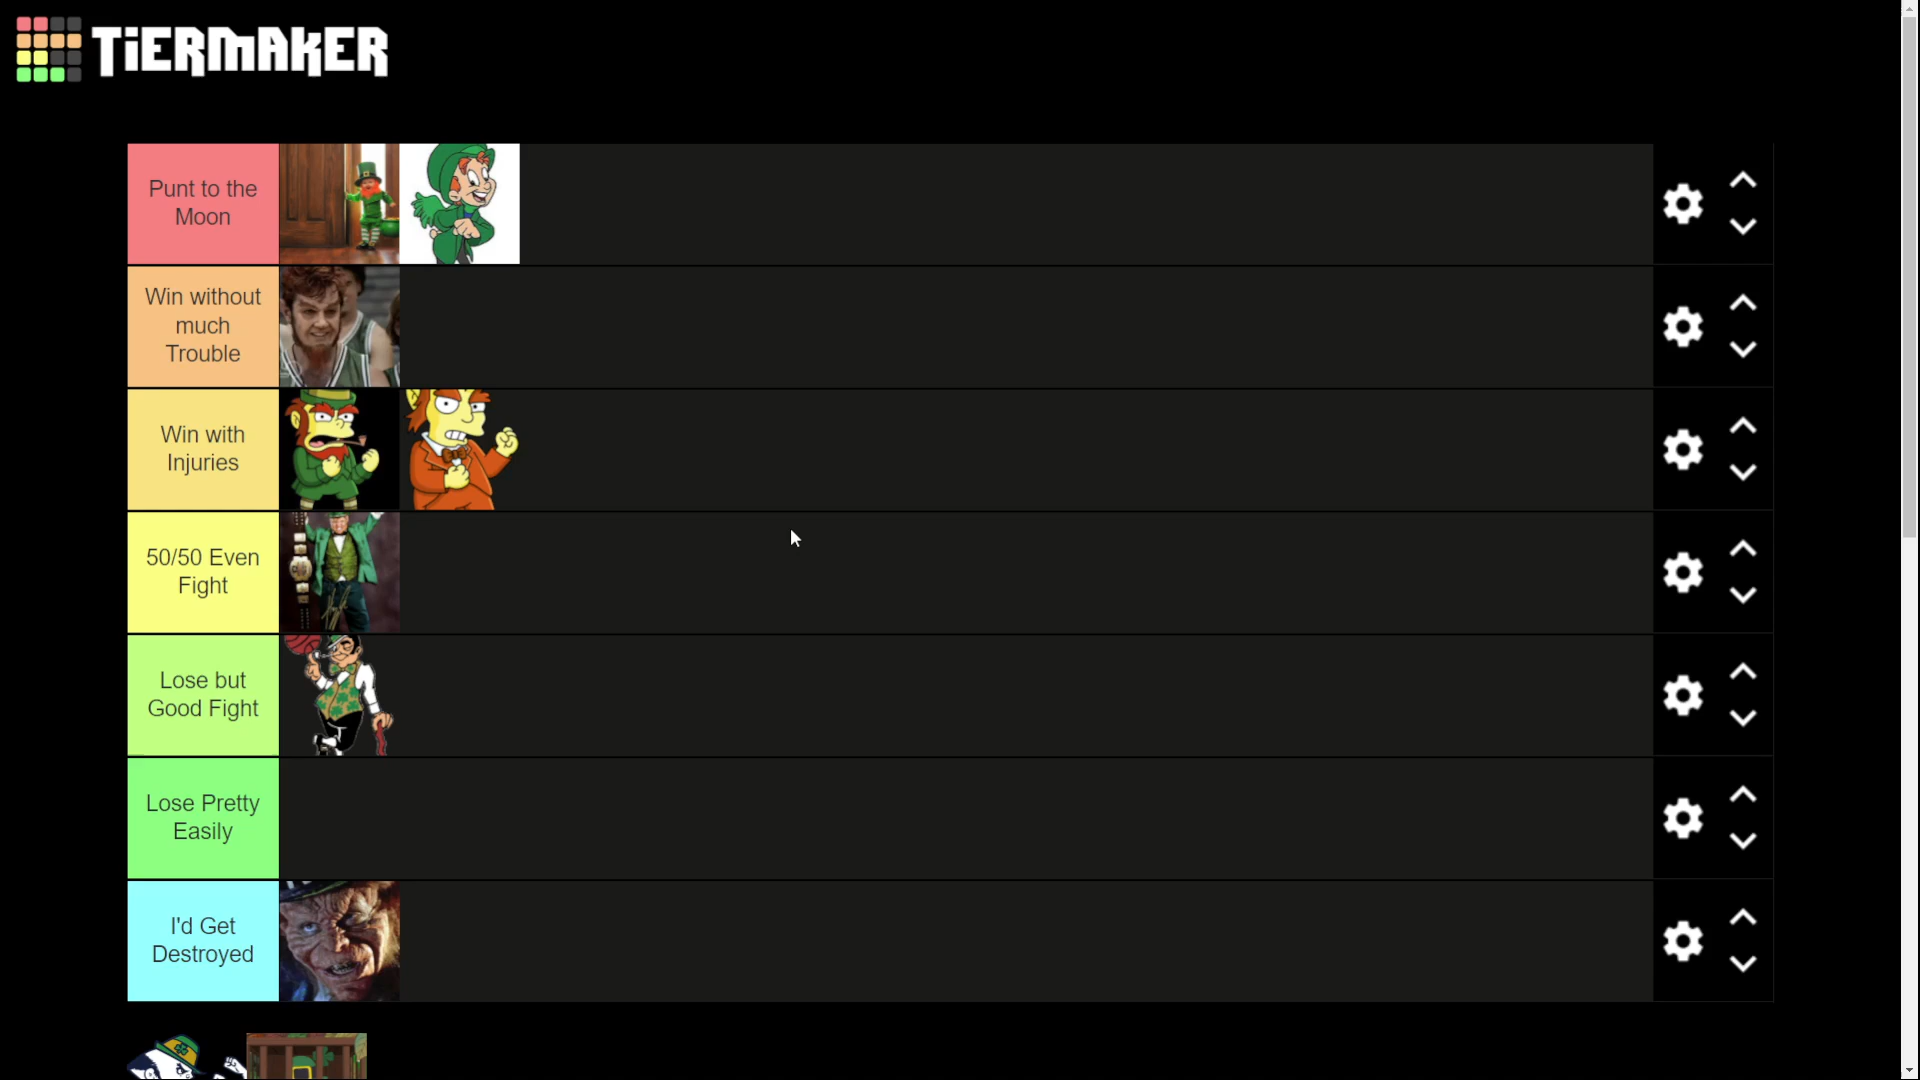 TiERMAKER
Punt to the
Moon
Win without
much
Trouble
Win with
Injuries
50/50 Even
Fight
Lose but
Good Fight
Lose Pretty
Easily
I'd Get
Destroyed